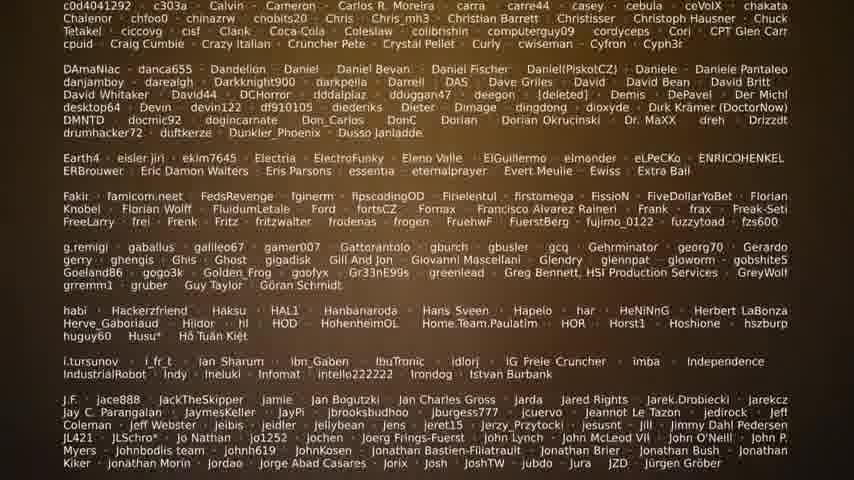 c0d4041292 · c303a · Calvin · Cameron · Carlos R. Moreira · carra · carre44 · casey · cebula · ceVoIX · chakata
Chalenor · chfoo0 · chinazrw · chobits20 · Chris · Chris_mh3 · Christian Barrett · Christisser · Christoph Hausner · Chuck
Tetakel · ciccovg · cisf · Clank · Coca-Cola · Coleslaw · colibrishin · computerguy09 · cordyceps · Cori · CPT Glen Carr
cpuid · Craig Cumbie · Crazy Italian · Cruncher Pete · Crystal Pellet · Curly · cwiseman · Cyfron · Cyph3r
DAmaNiac · danca655 · Dandelion · Daniel · Daniel Bevan · Daniel Fischer · Daniel(PiskotCZ) · Daniele · Daniele Pantaleo
danjamboy · darealgh · Darkknight900 · darkpella · Darrell · DAS · Dave Griles · David · David Bean · David Britt
David Whitaker · David44 · DCHorror · dddalplaz · dduggan47 · deegon · [deleted] · Demis · DePavel · Der Michl
desktop64 · Devin · devin122 · df910105 · diederiks · Dieter · Dimage · dingdong · dioxyde · Dirk Krämer (DoctorNow)
DMNTD · docmic92 · dogincarnate · Don_Carlos · DonC · Dorian · Dorian Okrucinski · Dr. MaXX · dreh · Drizzdt
drumhacker72 · duftkerze · Dunkler_Phoenix · Dusso Janladde
Earth4 · eisler jiri · ekim7645 · Electria · ElectroFunky · Eleno Valle · ElGuillermo · elmander · eLPeCKo · ENRICOHENKEL
ERBrouwer · Eric Damon Walters · Eris Parsons · essentia · eternalprayer · Evert Meulie · Ewiss · Extra Ball
Fakir · famicom.neet · FedsRevenge · fginerm · fipscodingOD · Firielentul · firstomega · FissioN · FiveDollarYoBet · Florian
Knobel · Florian Wolff · FluidumLetale · Ford · fortsCZ · Fornax · Francisco Alvarez Raineri · Frank · frax · Freak-Seti
FreeLarry · frei · Frenk · Fritz · fritzwalter · frodenas · frogen · FruehwF · FuerstBerg · fujimo_0122 · fuzzytoad · fzs600
g.remigi · gaballus · galileo67 · gamer007 · Gattorantolo · gburch · gbusler · gcq · Gehrminator · georg70 · Gerardo
gerry · ghengis · Ghis · Ghost · gigadisk · Gill And Jon · Giovanni Mascellani · Glendry · glennpat · gloworm · gobshite5
Goeland86 · gogo3k · Golden_Frog · goofyx · Gr33nE99s · greenlead · Greg Bennett, HSI Production Services · GreyWolf
grremm1 · gruber · Guy Taylor · Göran Schmidt
habi · Hackerzfriend · Haksu · HAL1 · Hanbanaroda · Hans Sveen · Hapelo · har · HeNiNnG · Herbert LaBonza
Herve_Gaboriaud · Hiidor · hl · HOD · HohenheimOL · Home.Team.Paulatim · HOR · Horst1 · Hoshione · hszburp
huguy60 · Husu* · Hồ Tuấn Kiệt
i.tursunov · i_fr_t · Ian Sharum · ibn_Gaben · IbuTronic · idlorj · IG Freie Cruncher · imba · Independence
IndustrialRobot · Indy · Ineluki · Infomat · intello222222 · Irondog · Istvan Burbank
J.F. · jace888 · JackTheSkipper · Jamie · Jan Bogutzki · Jan Charles Gross · Jarda · Jared Rights · Jarek.Drobiecki · Jarekcz
Jay C. Parangalan · JaymesKeller · JayPi · jbrooksbudhoo · jburgess777 · jcuervo · Jeannot Le Tazon · jedirock · Jeff
Coleman · Jeff Webster · Jeibis · jeidler · Jellybean · Jens · jeret15 · Jerzy_Przytocki · jesusnt · Jill · Jimmy Dahl Pedersen
JL421 · JLSchro* · Jo Nathan · jo1252 · jochen · Joerg Frings-Fuerst · John Lynch · John McLeod VII · John O'Neill · John P.
Myers · Johnbodlis team · Johnh619 · JohnKosen · Jonathan Bastien-Filiatrault · Jonathan Brier · Jonathan Bush · Jonathan
Kiker · Jonathan Morin · Jordao · Jorge Abad Casares · Jorix · Josh · JoshTW · jubdo · Jura · JZD · Jürgen Gröber